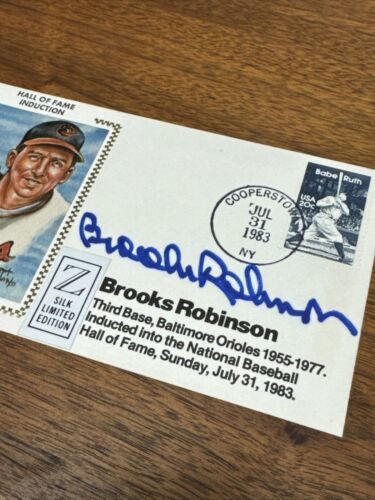 HALL OF FAME
INDUCTION
Babe Ruth
USA
20c
COOPERSTOWN
JUL
31
1983
NY
Brooks Robinson
Z
SILK
LIMITED
EDITION
Brooks Robinson
Third Base, Baltimore Orioles 1955-1977.
Inducted into the National Baseball
Hall of Fame, Sunday, July 31, 1983.